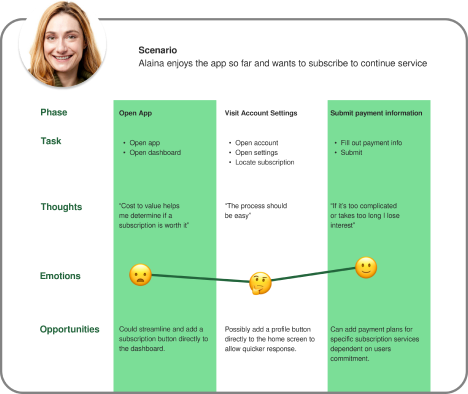 Scenario
Alaina enjoys the app so far and wants to subscribe to continue service
Phase
Open App
Visit Account Settings
Submit payment information
Task
• Open app
• Open dashboard
• Open account
• Open settings
• Locate subscription
• Fill out payment info
• Submit
Thoughts
“Cost to value helps
me determine if a
subscription is worth it”
“The process should
be easy”
“If it's too complicated
or takes too long I lose
interest”
Emotions
Opportunities
Could streamline and add a
subscription button directly to
the dashboard.
Possibly add a profile button
directly to the home screen to
allow quicker response.
Can add payment plans for
specific subscription services
dependent on users
commitment.